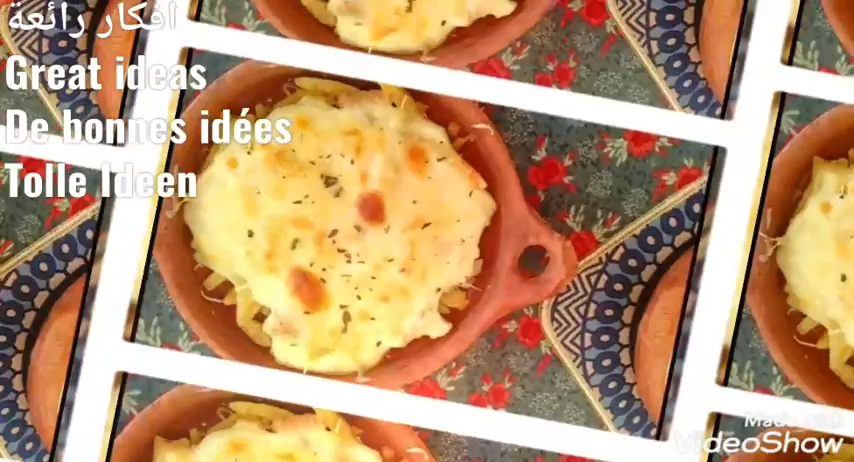 افكار رائعة
Great ideas
De bonnes idées
Tolle Ideen
Made with
VideoShow